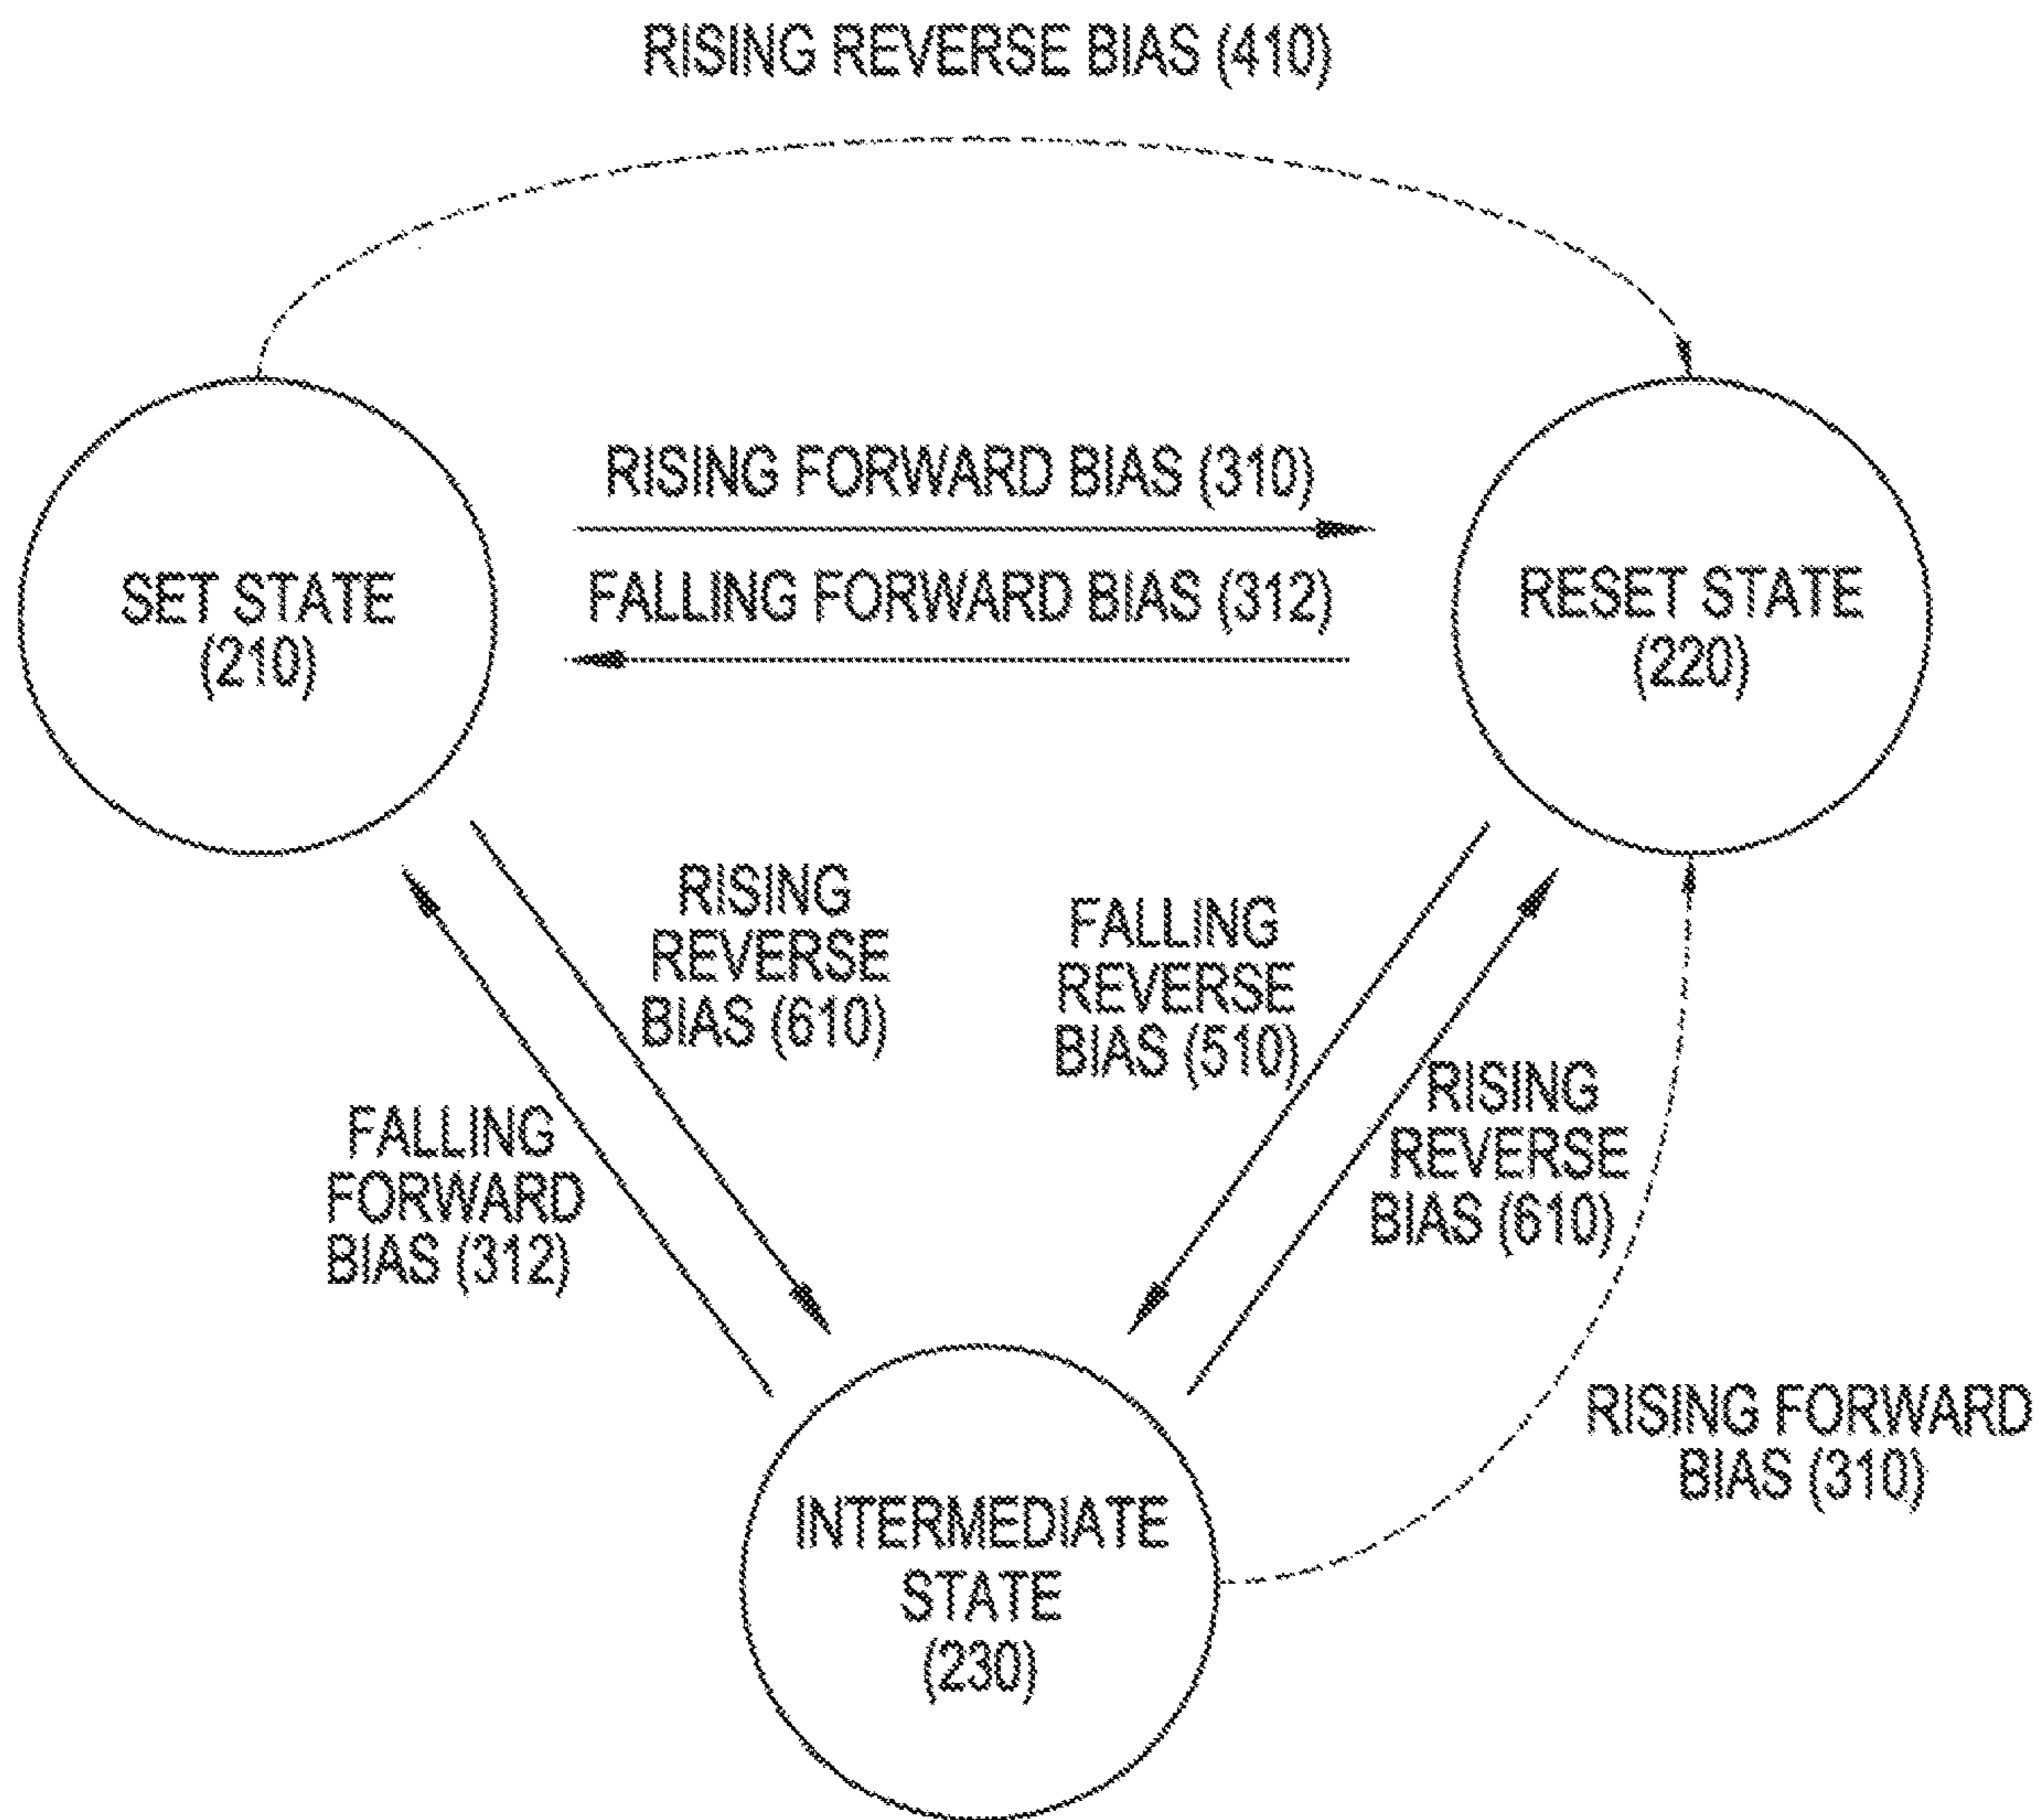 RISING REVERSE BIAS (410)
RISING FORWARD BIAS (310)
FALLING FORWARD BIAS (312)
SET STATE
(210)
RESET STATE
(220)
RISING
REVERSE
BIAS (610)
FALLING
REVERSE
BIAS (510)
FALLING
FORWARD
BIAS (312)
RISING
REVERSE
BIAS (610)
RISING FORWARD
BIAS (310)
INTERMEDIATE
STATE
(230)